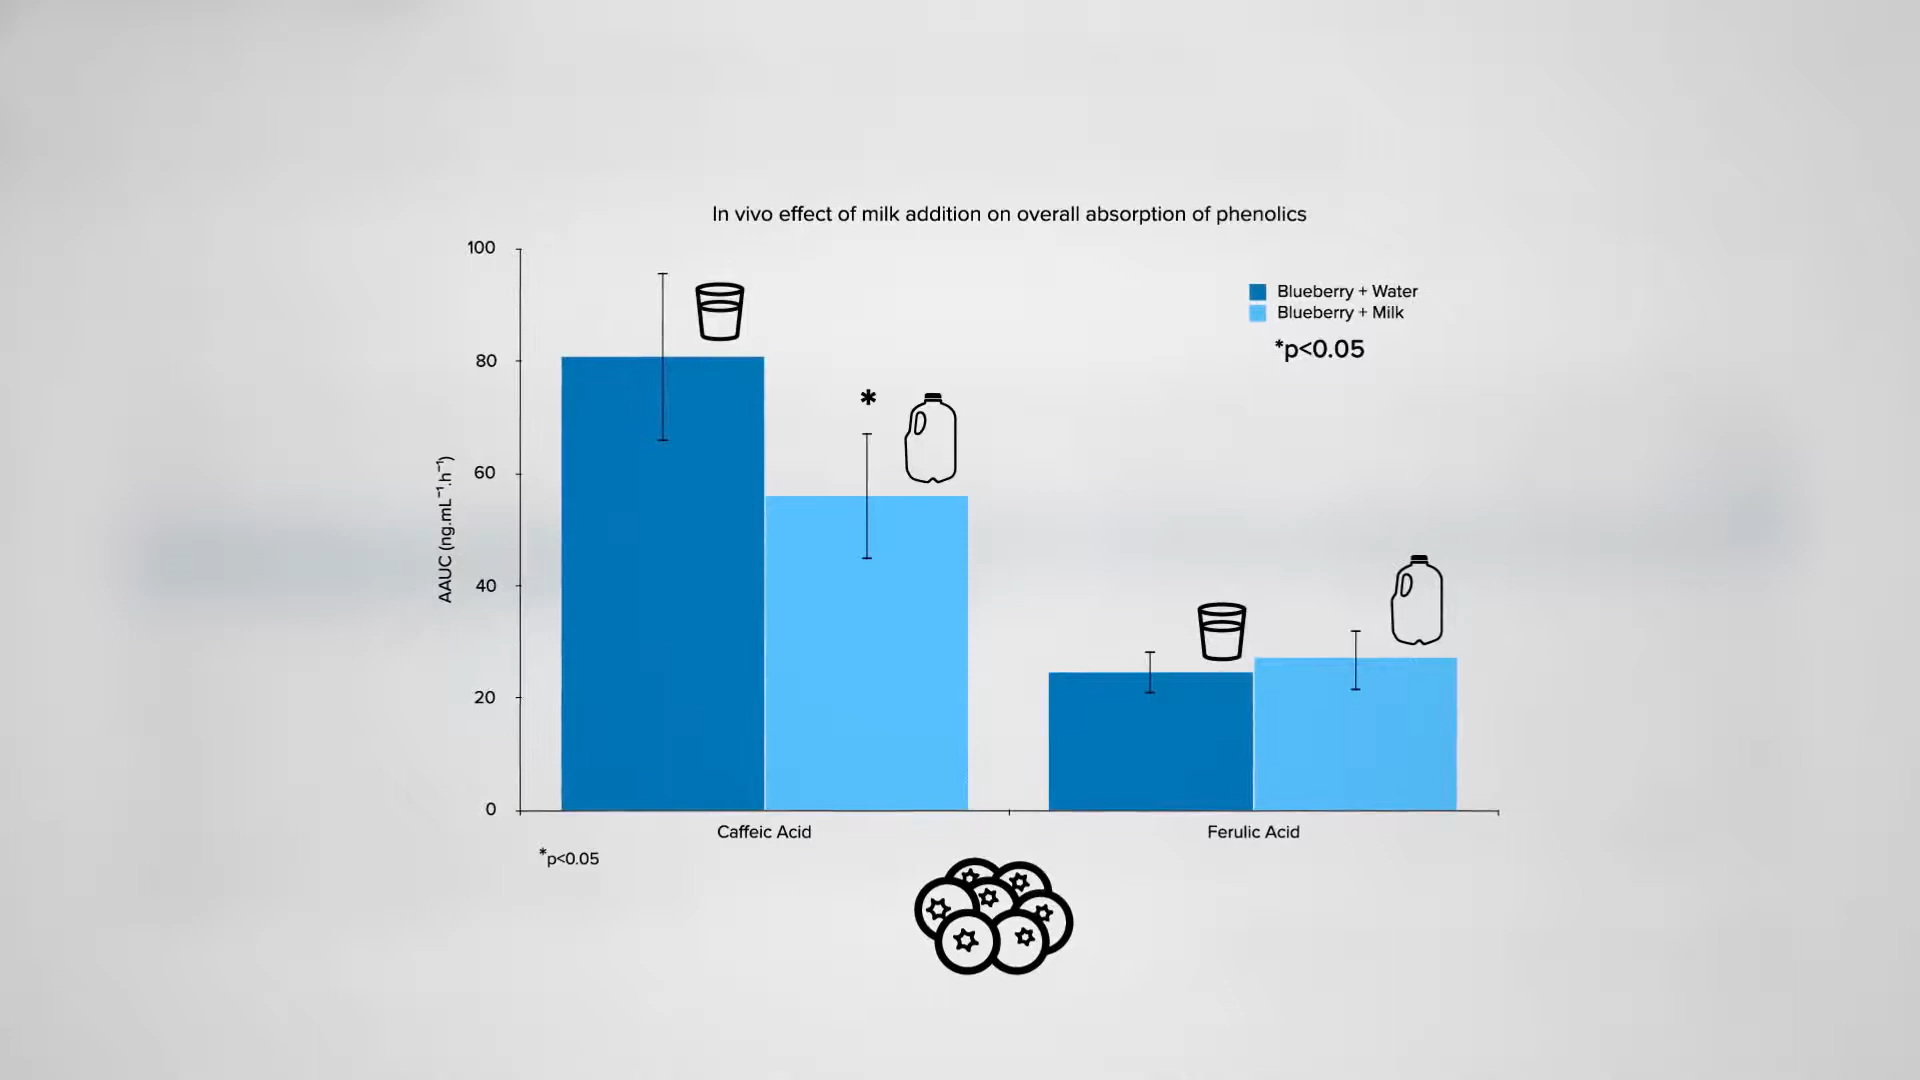 In vivo effect of milk addition on overall absorption of phenolics
100
80
60
40
20
0
AAUC (ng.mL⁻¹.h⁻¹)
Blueberry + Water
Blueberry + Milk
*p<0.05
*
Caffeic Acid
Ferulic Acid
*p<0.05